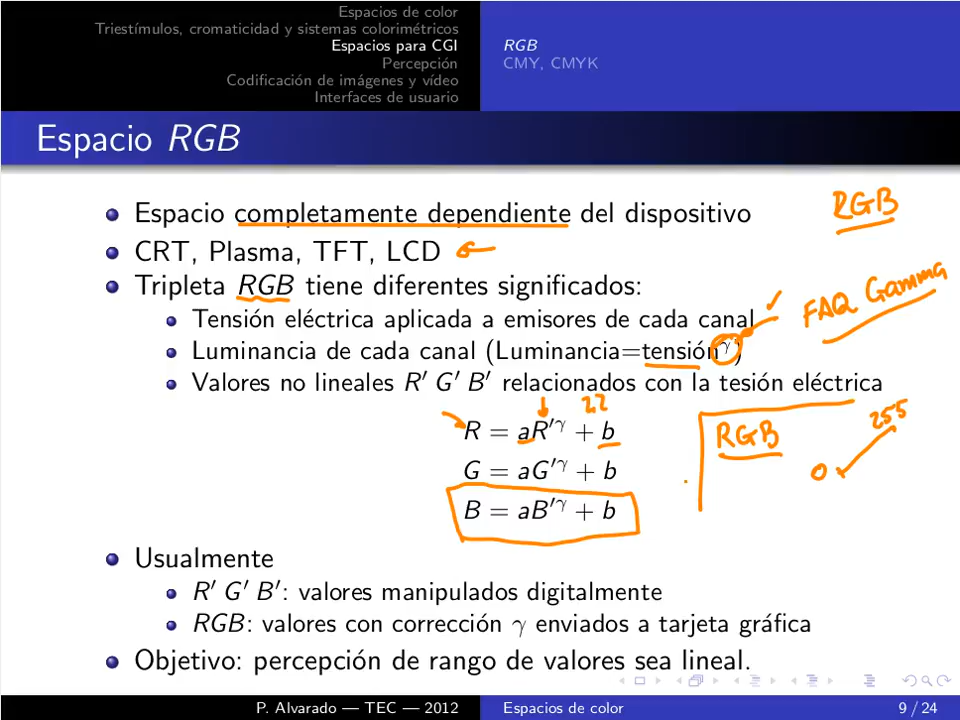 Espacios de color
Triestímulos, cromaticidad y sistemas colorimétricos
Espacios para CGI
Percepción
Codificación de imágenes y vídeo
Interfaces de usuario
RGB
CMY, CMYK
Espacio RGB
Espacio completamente dependiente del dispositivo
RGB
CRT, Plasma, TFT, LCD
Tripleta RGB tiene diferentes significados:
FAQ Gamma
Tensión eléctrica aplicada a emisores de cada canal
Luminancia de cada canal (Luminancia=tensión^γ)
Valores no lineales R′ G′ B′ relacionados con la tesión eléctrica
22
R = aR′^γ + b
G = aG′^γ + b
B = aB′^γ + b
RGB
255
0
Usualmente
R′ G′ B′: valores manipulados digitalmente
RGB: valores con corrección γ enviados a tarjeta gráfica
Objetivo: percepción de rango de valores sea lineal.
P. Alvarado — TEC — 2012
Espacios de color
9 / 24